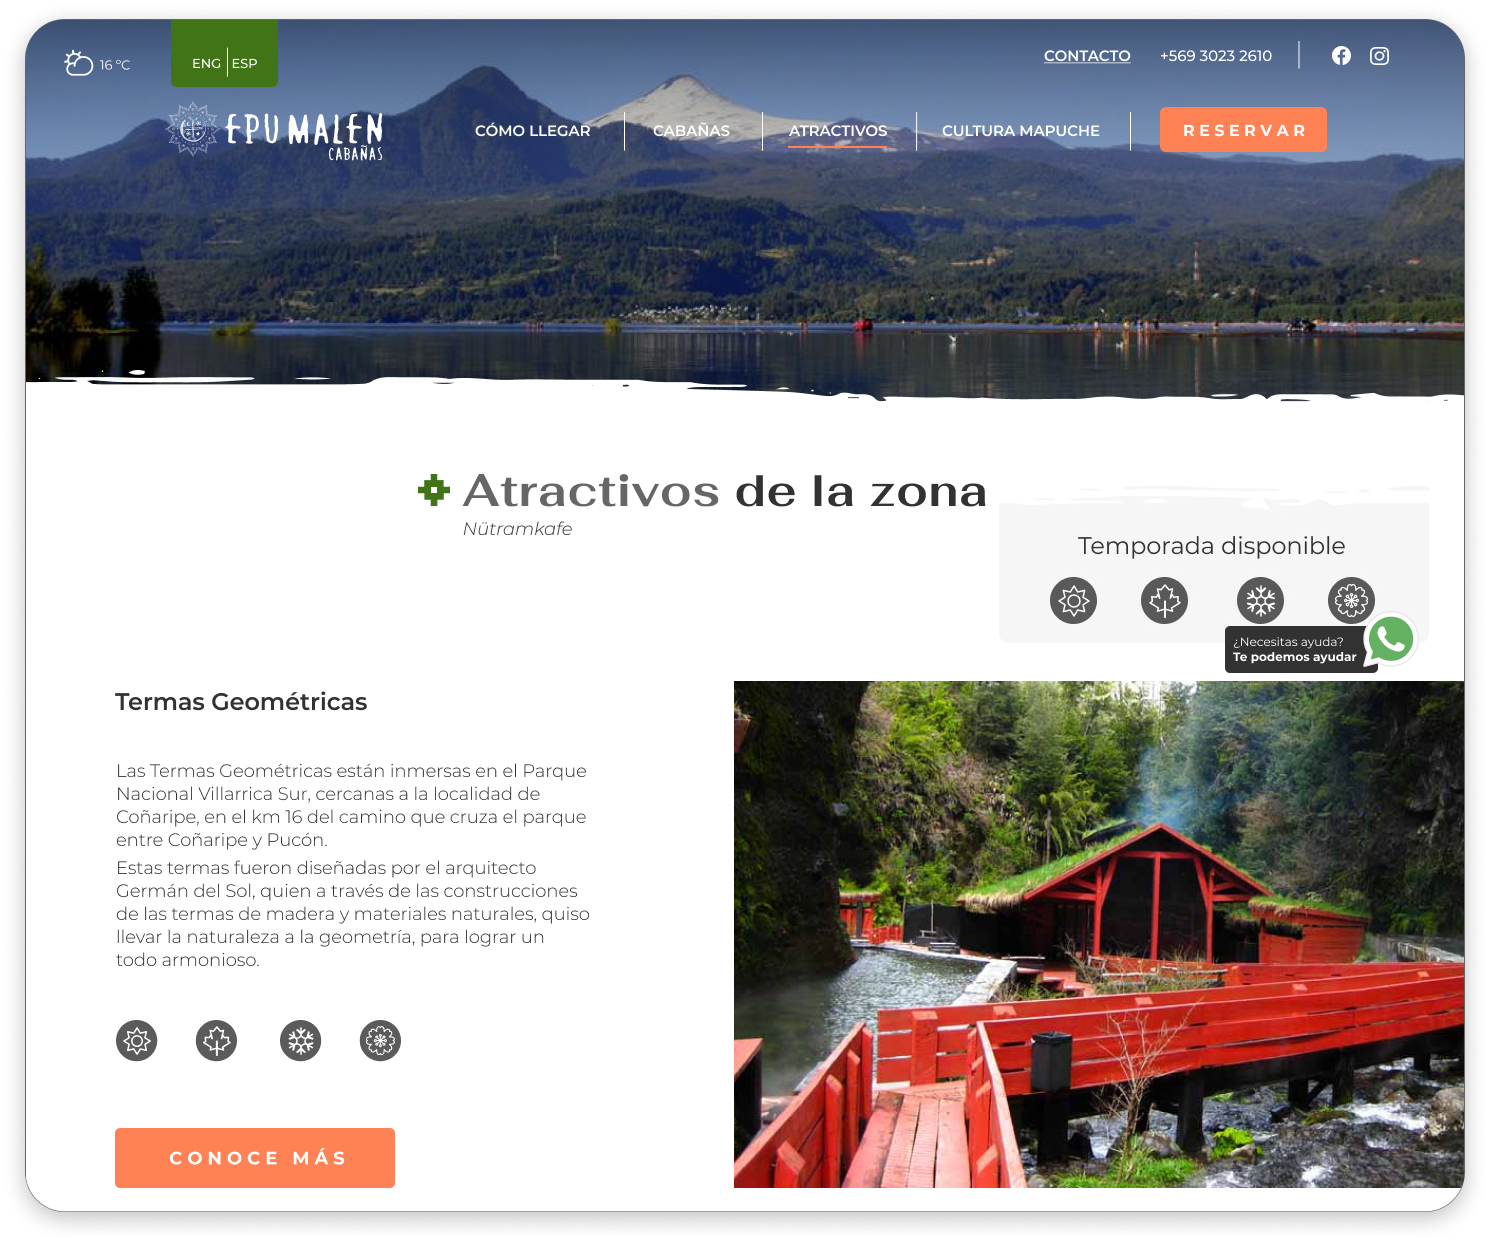 16 °C
ENG ESP
CONTACTO +569 3023 2610
EPU MALEN
CABAÑAS
CÓMO LLEGAR CABAÑAS ATRACTIVOS CULTURA MAPUCHE RESERVAR
Atractivos de la zona
Nütramkafe
Temporada disponible
¿Necesitas ayuda?
Te podemos ayudar
Termas Geométricas
Las Termas Geométricas están inmersas en el Parque
Nacional Villarrica Sur, cercanas a la localidad de
Coñaripe, en el km 16 del camino que cruza el parque
entre Coñaripe y Pucón.
Estas termas fueron diseñadas por el arquitecto
Germán del Sol, quien a través de las construcciones
de las termas de madera y materiales naturales, quiso
llevar la naturaleza a la geometría, para lograr un
todo armonioso.
CONOCE MÁS